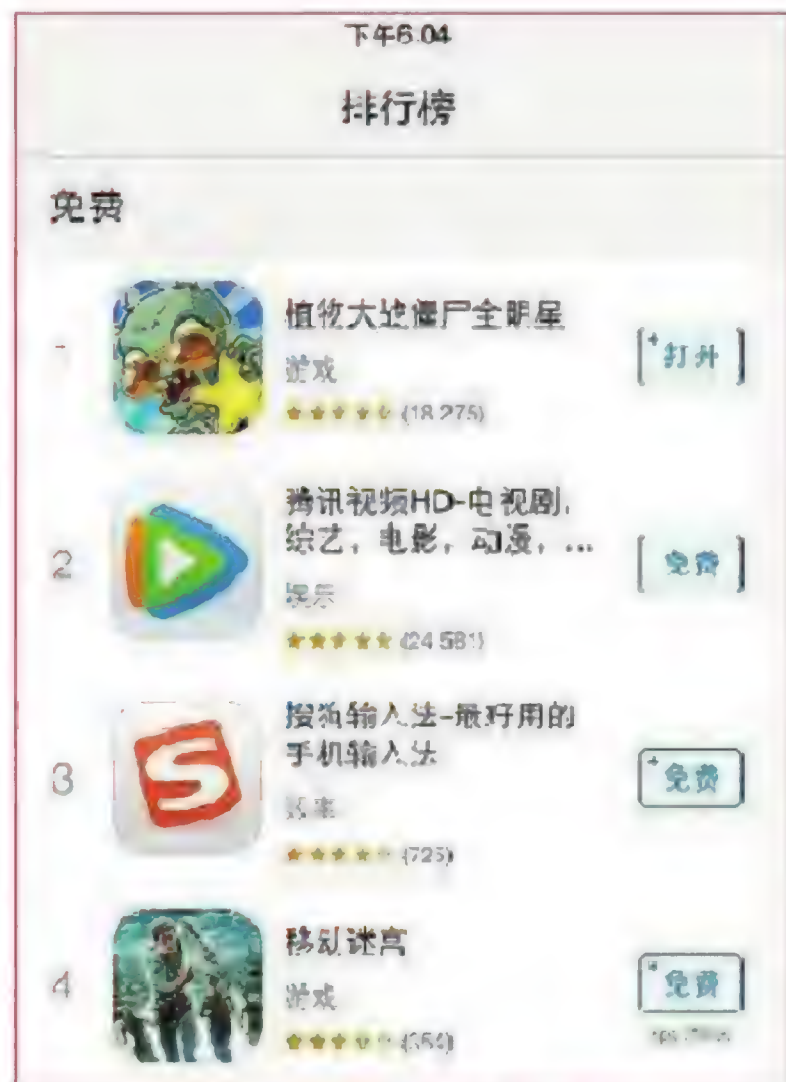 下午6:04
排行榜
免费
1
植物大战僵尸全明星
游戏
(18,275)
打开
2
腾讯视频HD-电视剧,
综艺，电影，动漫，...
娱乐
(24,581)
免费
3
搜狗输入法-最好用的
手机输入法
效率
(725)
免费
4
移动迷宫
游戏
免费